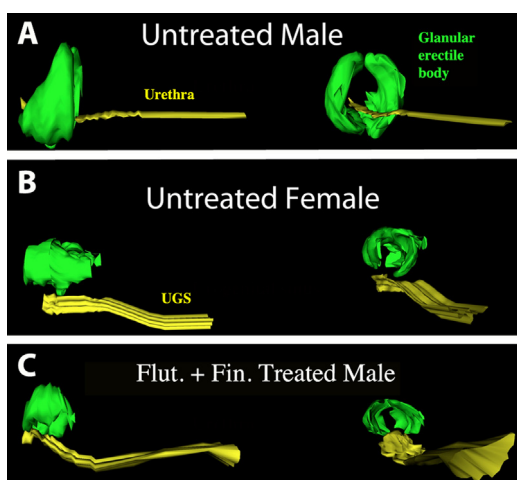 A
Untreated Male
Glanular
erectile
body
Urethra
B
Untreated Female
UGS
C
Flut. + Fin. Treated Male